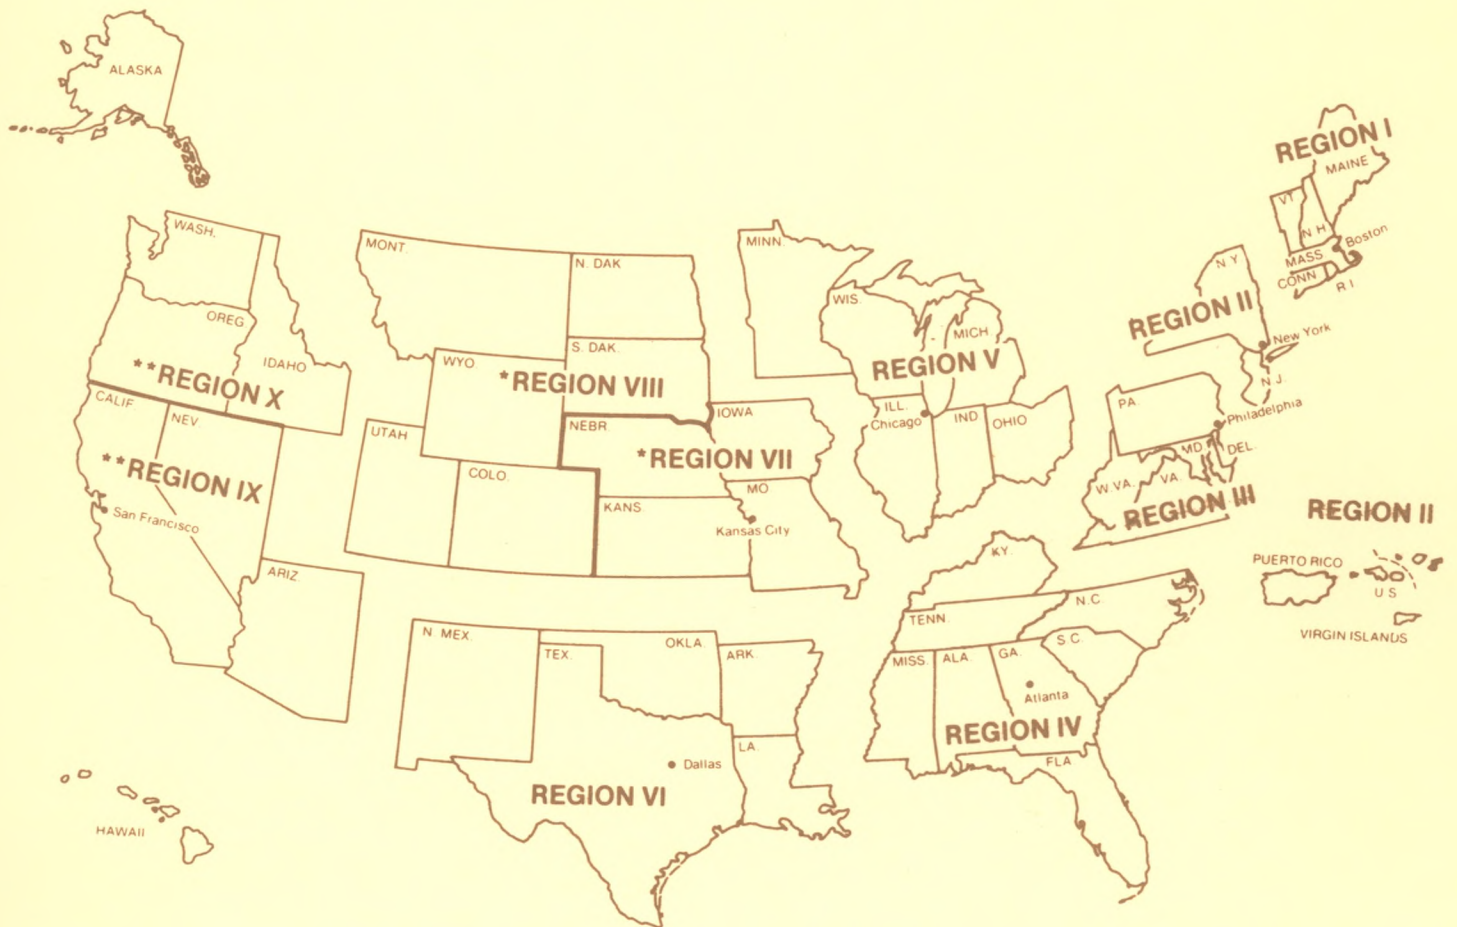 ALASKA
REGION I
MAINE
VT.
N.H.
Boston
MASS.
CONN.
R.I.
WASH.
MONT.
N. DAK
MINN.
N.Y.
REGION II
New York
N.J.
OREG.
IDAHO
**REGION X
WYO.
S. DAK.
*REGION VIII
WIS.
MICH.
REGION V
CALIF.
NEV.
UTAH
NEBR.
IOWA
ILL.
Chicago
IND.
OHIO
PA.
Philadelphia
MD.
DEL.
**REGION IX
San Francisco
COLO.
*REGION VII
KANS.
MO.
Kansas City
W.VA.
VA.
REGION III
REGION II
PUERTO RICO
U S
VIRGIN ISLANDS
ARIZ.
KY.
N.C.
TENN.
N. MEX.
TEX.
OKLA.
ARK.
MISS.
ALA.
GA.
S.C.
Atlanta
REGION IV
LA.
Dallas
FLA
REGION VI
HAWAII